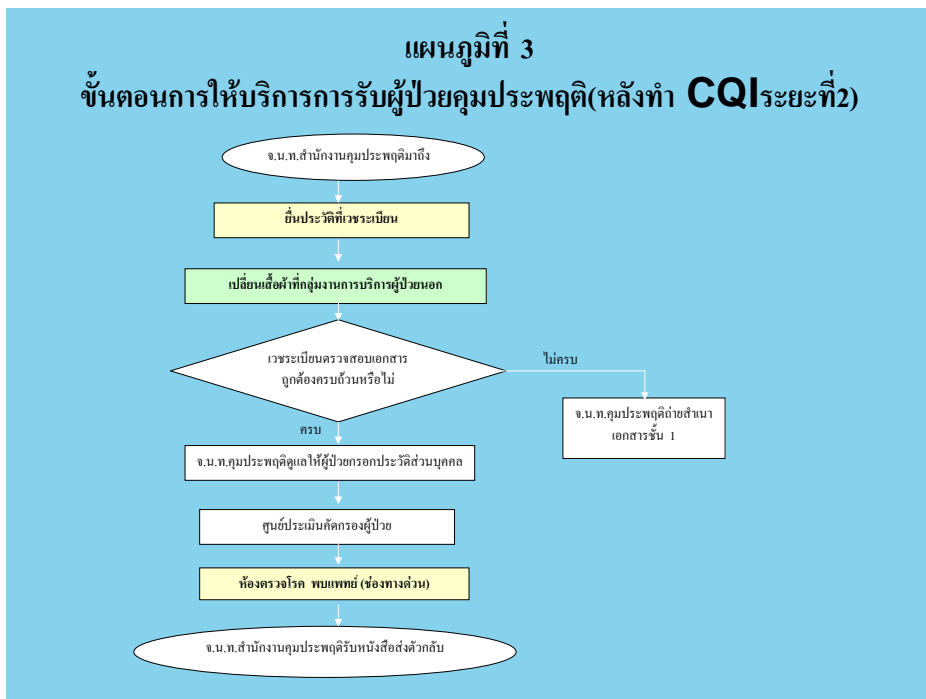 แผนภูมิที่ 3
ขั้นตอนการให้บริการการรับผู้ป่วยคุมประพฤติ(หลังทำ CQIระยะที่2)
จ.น.ท.สำนักงานคุมประพฤติมาถึง
ยื่นประวัติที่เวชระเบียน
เปลี่ยนเสื้อผ้าที่กลุ่มงานการบริการผู้ป่วยนอก
เวชระเบียนตรวจสอบเอกสาร
ถูกต้องครบถ้วนหรือไม่
ไม่ครบ
จ.น.ท.คุมประพฤติถ่ายสำเนา
เอกสารชั้น 1
ครบ
จ.น.ท.คุมประพฤติดูแลให้ผู้ป่วยกรอกประวัติส่วนบุคคล
ศูนย์ประเมินคัดกรองผู้ป่วย
ห้องตรวจโรค พบแพทย์ (ช่องทางด่วน)
จ.น.ท.สำนักงานคุมประพฤติรับหนังสือส่งตัวกลับ